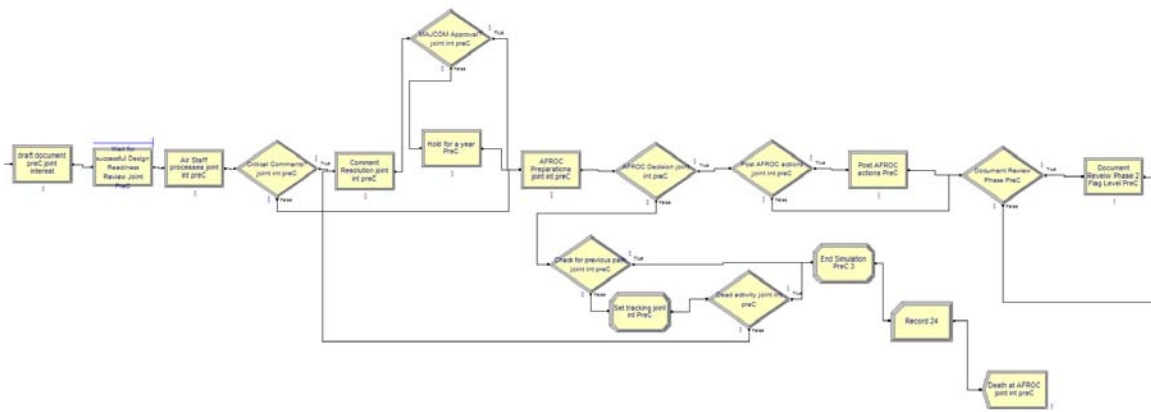 MAJCOM Approval?
joint int preC
True
False
draft document
preC joint
interest
Wait for
successful Design
Readiness
Review Joint
PreC
Air Staff
processes joint
int preC
Critical Comments?
joint int preC
True
False
Comment
Resolution joint
int preC
Hold for a year
PreC
AFROC
Preparations
joint int preC
AFROC Decision joint
int preC
True
False
Post AFROC actions
joint int preC
True
False
Post AFROC
actions PreC
Document Review
Phase PreC
True
False
Document
Review Phase 2
Flag Level PreC
Check for previous path
joint int preC
True
False
Set tracking joint
int PreC
Dead activity joint int
preC
True
False
End Simulation
PreC 3
Record 24
Death at AFROC
joint int preC